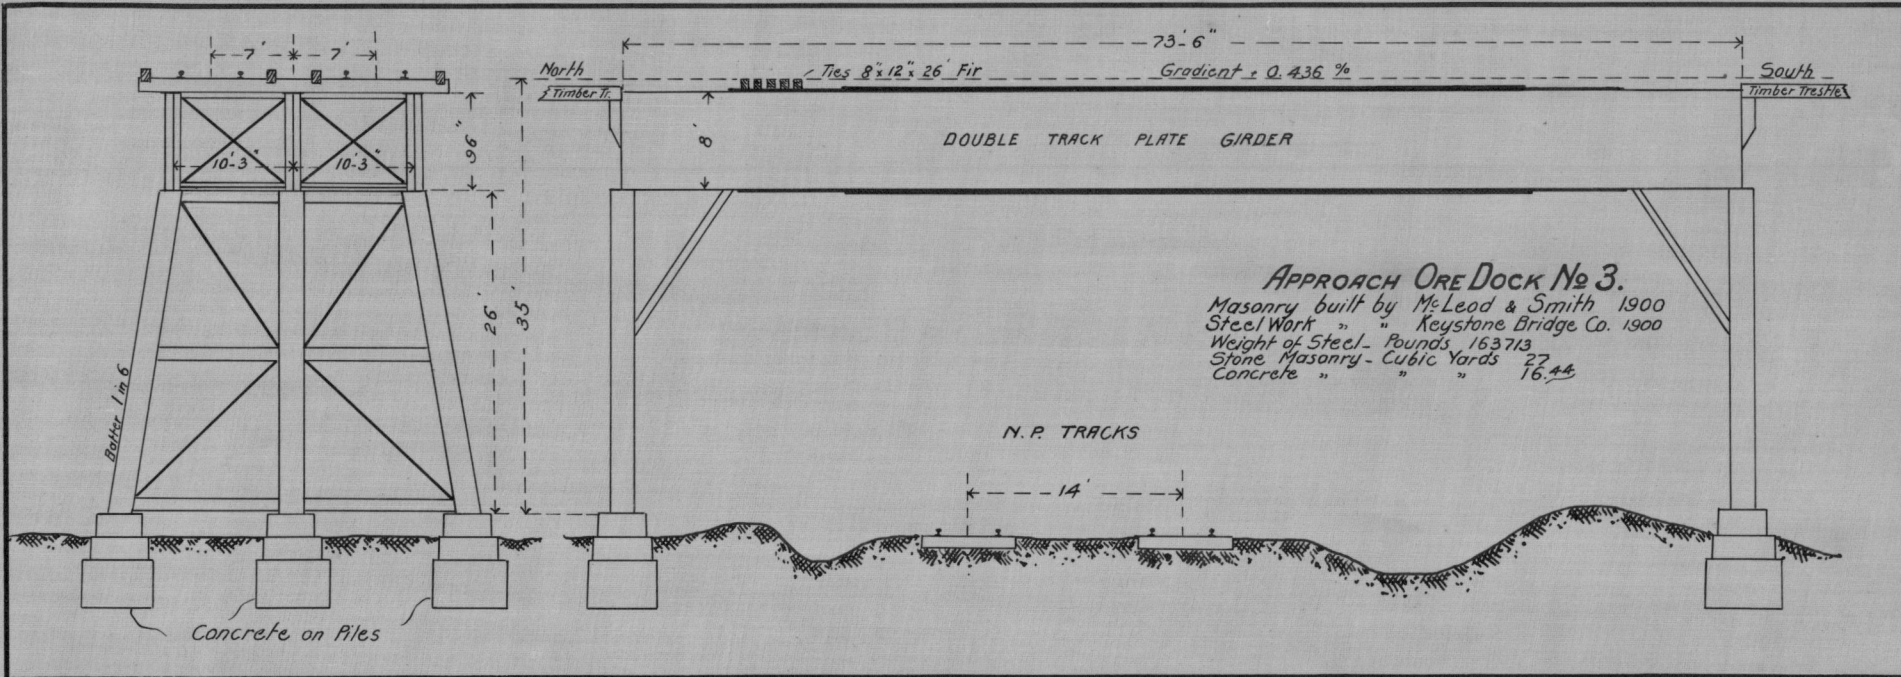 7' 7'
10'-3" 10'-3"
96"
26'
35'
Batter 1 in 6
Concrete on Piles
73'-6"
North
Timber Tr.
Ties 8"x 12"x 26' Fir
Gradient + 0.436 %
South
Timber Trestle
8'
DOUBLE TRACK PLATE GIRDER
APPROACH ORE DOCK No 3.
Masonry built by McLeod & Smith 1900
Steel Work " " Keystone Bridge Co. 1900
Weight of Steel - Pounds 163713
Stone Masonry - Cubic Yards 27
Concrete " " " 16.44
N.P. TRACKS
14'